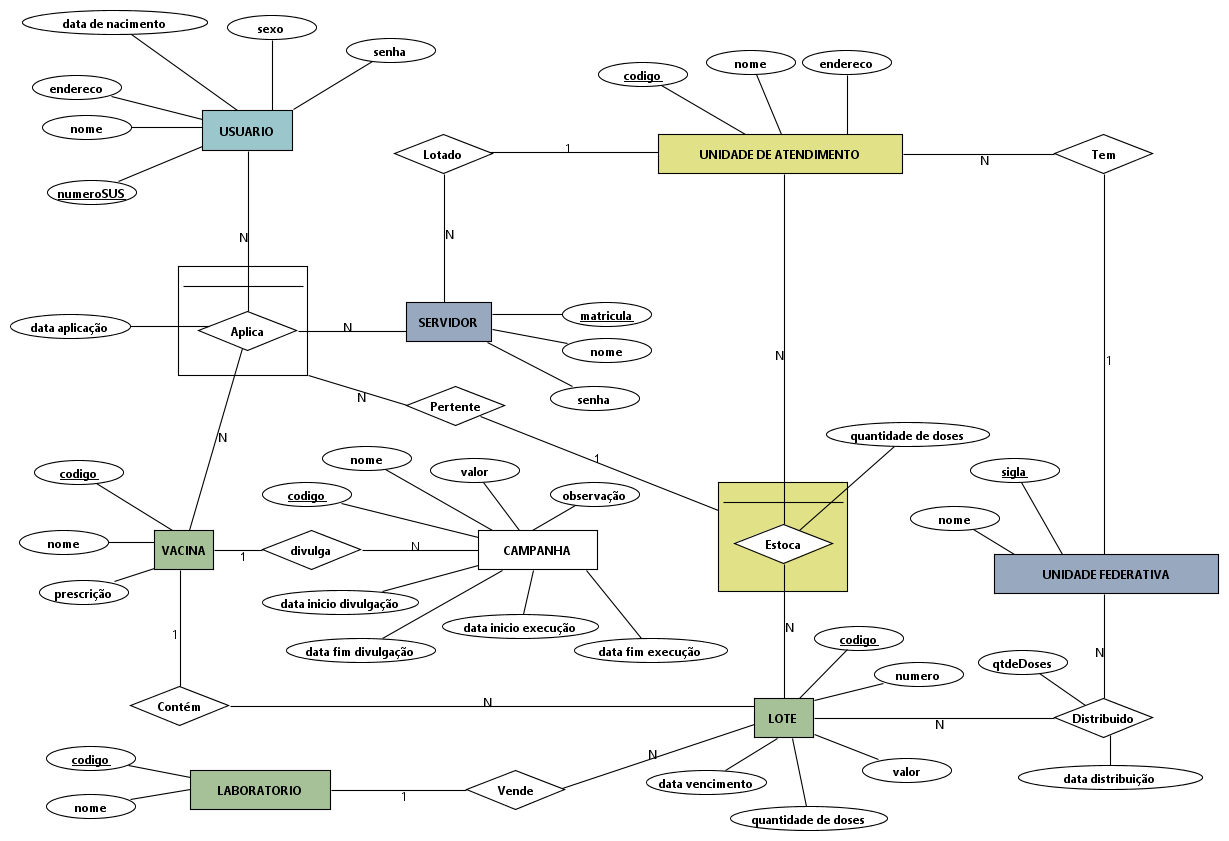 data de nacimento
sexo
senha
endereco
nome
numeroSUS
USUARIO
codigo
nome
endereco
UNIDADE DE ATENDIMENTO
Lotado
1
N
Tem
N
N
1
data aplicação
Aplica
N
SERVIDOR
matricula
nome
senha
N
Pertente
1
N
N
quantidade de doses
Estoca
N
sigla
nome
UNIDADE FEDERATIVA
codigo
nome
prescrição
VACINA
1
divulga
N
codigo
nome
valor
observação
CAMPANHA
data inicio divulgação
data fim divulgação
data inicio execução
data fim execução
1
Contém
N
codigo
numero
LOTE
N
qtdeDoses
N
Distribuido
data distribuição
valor
data vencimento
quantidade de doses
codigo
nome
LABORATORIO
1
Vende
N